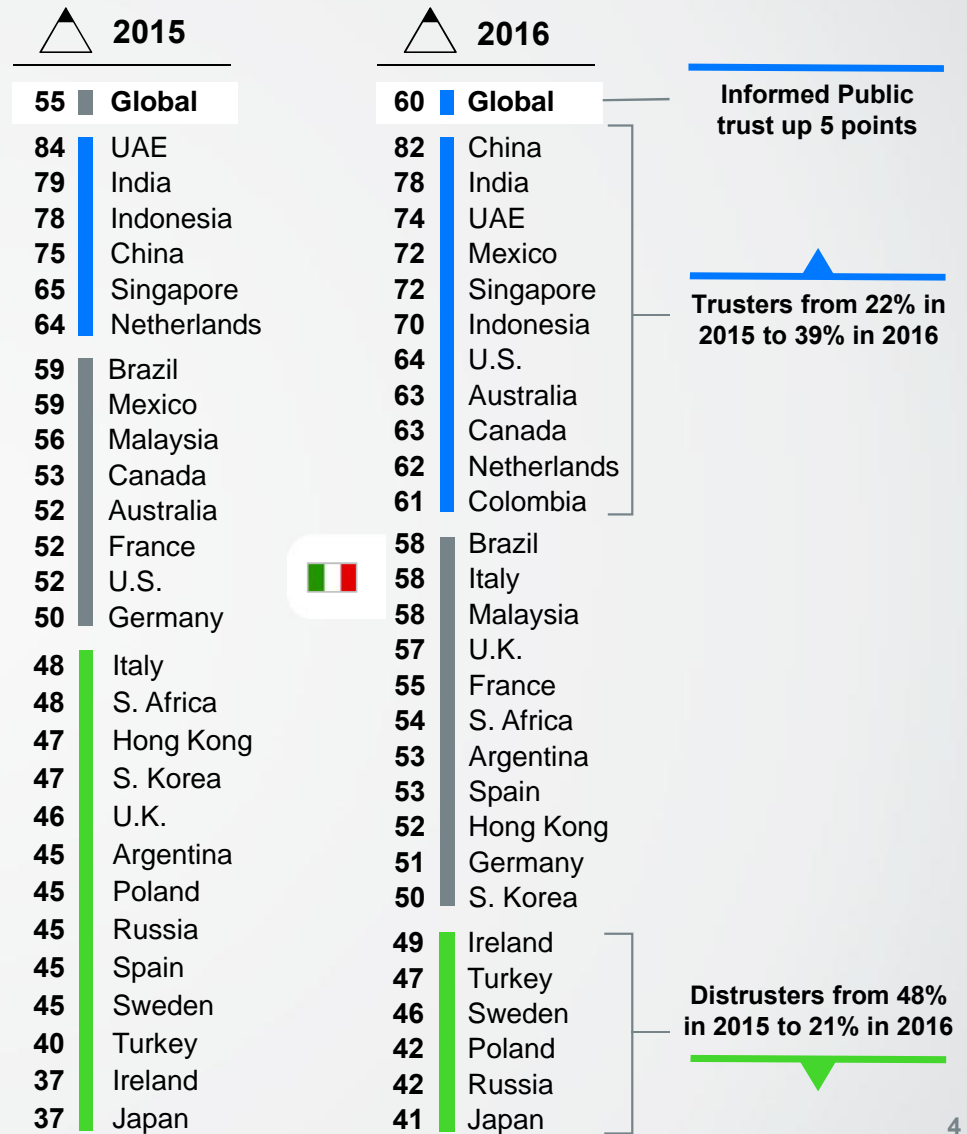 2015
55 Global
84 UAE
79 India
78 Indonesia
75 China
65 Singapore
64 Netherlands
59 Brazil
59 Mexico
56 Malaysia
53 Canada
52 Australia
52 France
52 U.S.
50 Germany
48 Italy
48 S. Africa
47 Hong Kong
47 S. Korea
46 U.K.
45 Argentina
45 Poland
45 Russia
45 Spain
45 Sweden
40 Turkey
37 Ireland
37 Japan
2016
60 Global
82 China
78 India
74 UAE
72 Mexico
72 Singapore
70 Indonesia
64 U.S.
63 Australia
63 Canada
62 Netherlands
61 Colombia
58 Brazil
58 Italy
58 Malaysia
57 U.K.
55 France
54 S. Africa
53 Argentina
53 Spain
52 Hong Kong
51 Germany
50 S. Korea
49 Ireland
47 Turkey
46 Sweden
42 Poland
42 Russia
41 Japan
Informed Public
trust up 5 points
Trusters from 22% in
2015 to 39% in 2016
Distrusters from 48%
in 2015 to 21% in 2016
4